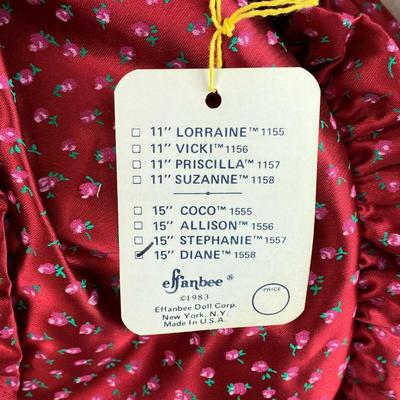 11" LORRAINE™ 1155
11" VICKI™ 1156
11" PRISCILLA™ 1157
11" SUZANNE™ 1158
15" COCO™ 1555
15" ALLISON™ 1556
15" STEPHANIE™ 1557
15" DIANE™ 1558
effanbee®
©1983
PRICE
Effanbee Doll Corp.
New York, N.Y.
Made In U.S.A.